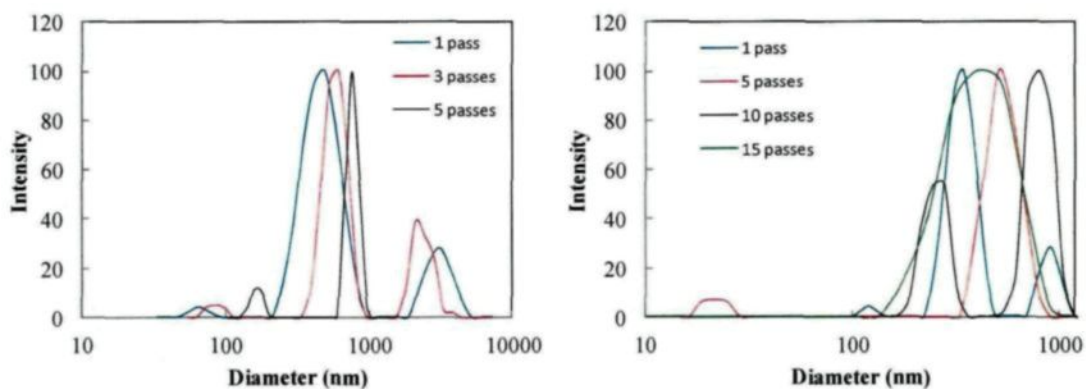 120
100
80
60
40
20
0
Intensity
1 pass
3 passes
5 passes
10 100 1000 10000
Diameter (nm)
120
100
80
60
40
20
0
Intensity
1 pass
5 passes
10 passes
15 passes
10 100 1000
Diameter (nm)